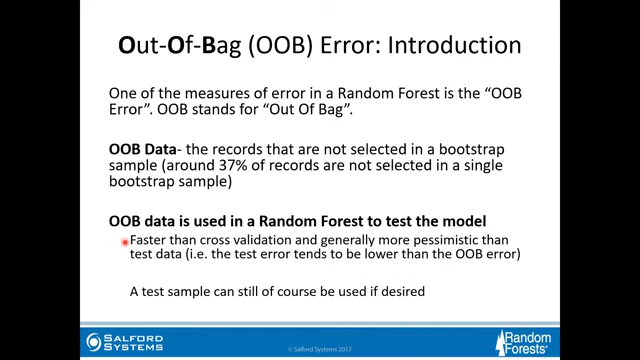 Out-Of-Bag (OOB) Error: Introduction
One of the measures of error in a Random Forest is the “OOB
Error”. OOB stands for “Out Of Bag”.
OOB Data- the records that are not selected in a bootstrap
sample (around 37% of records are not selected in a single
bootstrap sample)
OOB data is used in a Random Forest to test the model
Faster than cross validation and generally more pessimistic than
test data (i.e. the test error tends to be lower than the OOB error)
A test sample can still of course be used if desired
SALFORD
SYSTEMS
© Salford Systems 2017
Random
Forests®